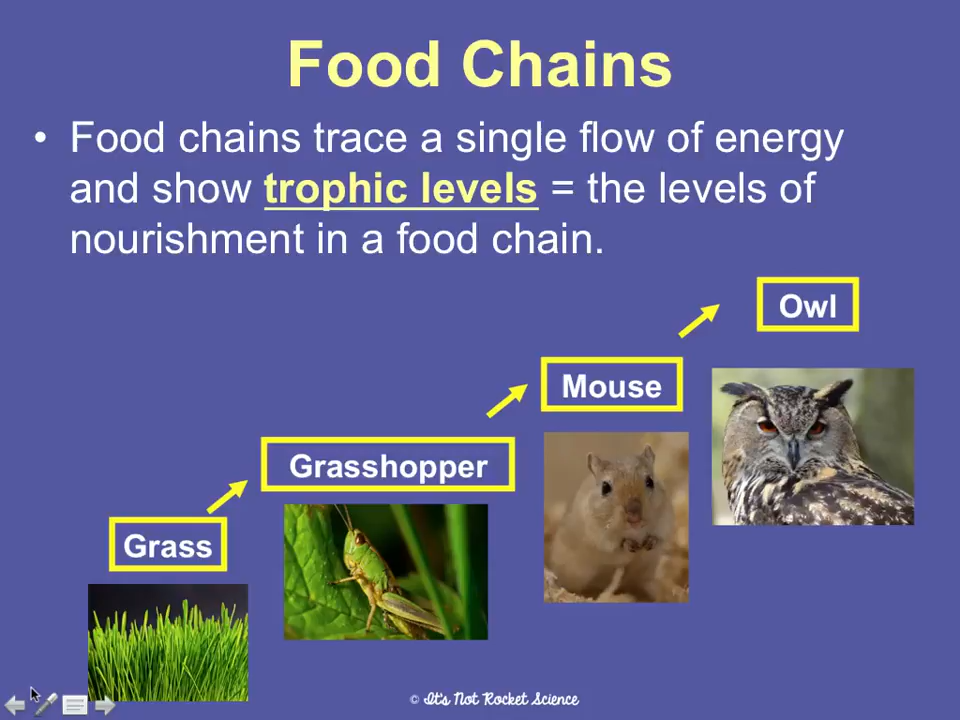 Food Chains
• Food chains trace a single flow of energy
and show trophic levels = the levels of
nourishment in a food chain.
Owl
Mouse
Grasshopper
Grass
© It's Not Rocket Science